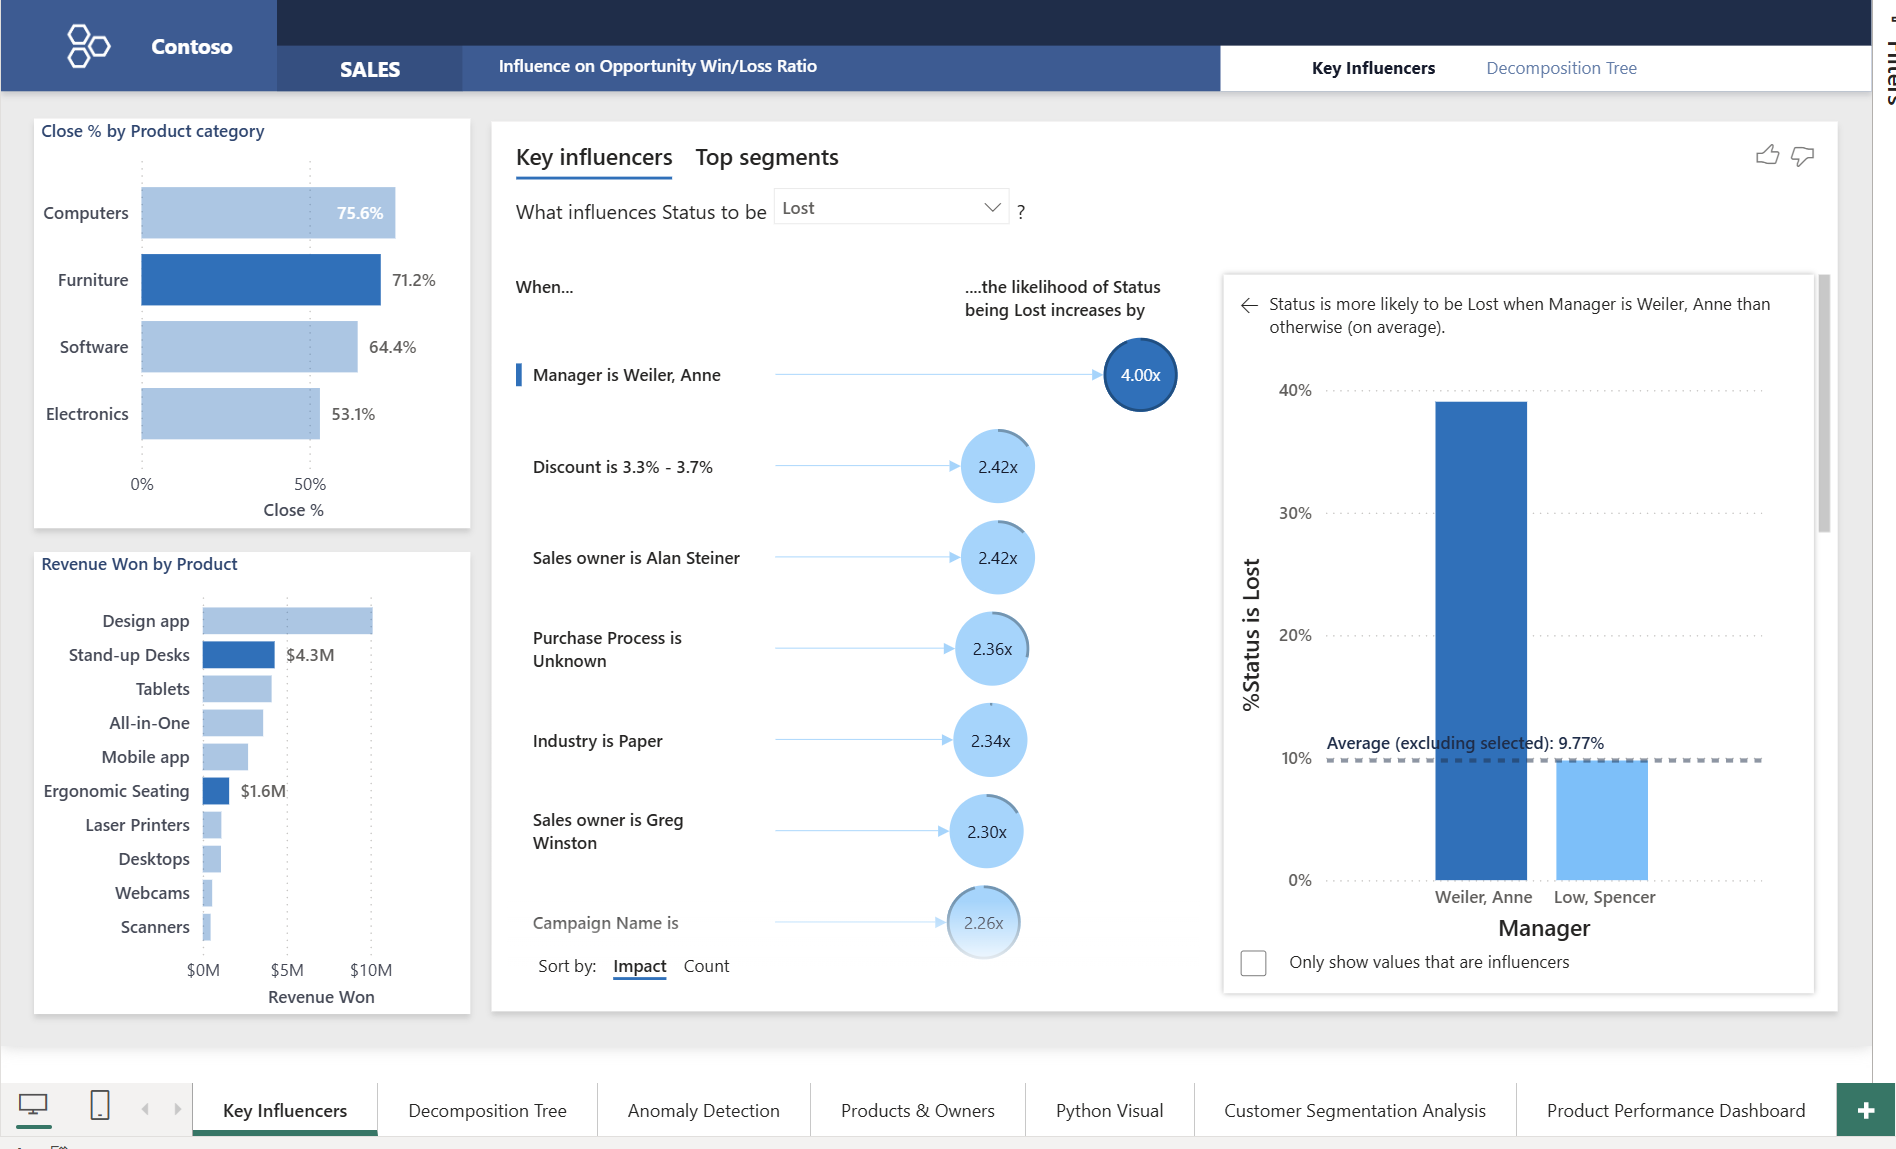 Contoso
SALES
Influence on Opportunity Win/Loss Ratio
Key Influencers
Decomposition Tree
Filters
Close % by Product category
Computers
75.6%
Furniture
71.2%
Software
64.4%
Electronics
53.1%
0%
50%
Close %
Revenue Won by Product
Design app
Stand-up Desks
$4.3M
Tablets
All-in-One
Mobile app
Ergonomic Seating
$1.6M
Laser Printers
Desktops
Webcams
Scanners
$0M
$5M
$10M
Revenue Won
Key influencers
Top segments
What influences Status to be
Lost
?
When...
....the likelihood of Status
being Lost increases by
Manager is Weiler, Anne
4.00x
Discount is 3.3% - 3.7%
2.42x
Sales owner is Alan Steiner
2.42x
Purchase Process is
Unknown
2.36x
Industry is Paper
2.34x
Sales owner is Greg
Winston
2.30x
Campaign Name is
2.26x
Sort by:
Impact
Count
Status is more likely to be Lost when Manager is Weiler, Anne than
otherwise (on average).
%Status is Lost
40%
30%
20%
10%
0%
Average (excluding selected): 9.77%
Weiler, Anne
Low, Spencer
Manager
Only show values that are influencers
Key Influencers
Decomposition Tree
Anomaly Detection
Products & Owners
Python Visual
Customer Segmentation Analysis
Product Performance Dashboard